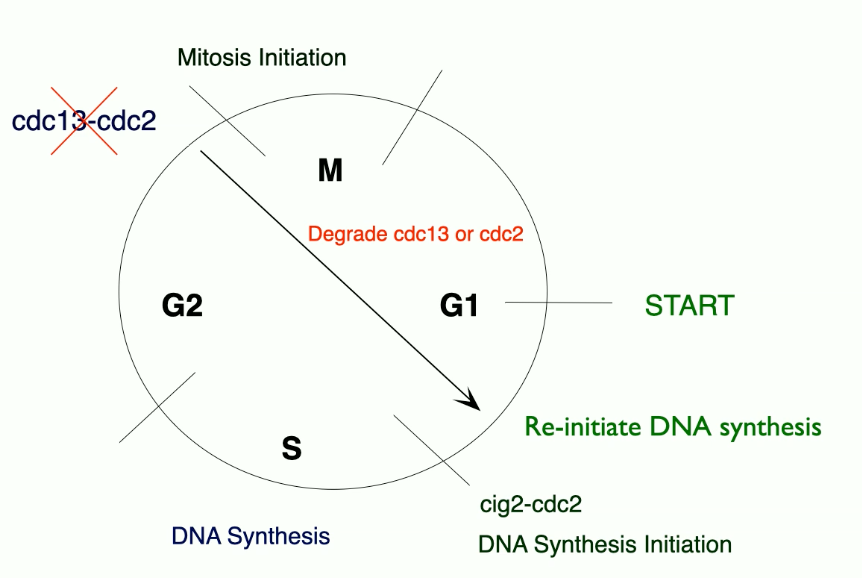 Mitosis Initiation
cdc13-cdc2
M
Degrade cdc13 or cdc2
G2
G1
START
Re-initiate DNA synthesis
S
cig2-cdc2
DNA Synthesis
DNA Synthesis Initiation